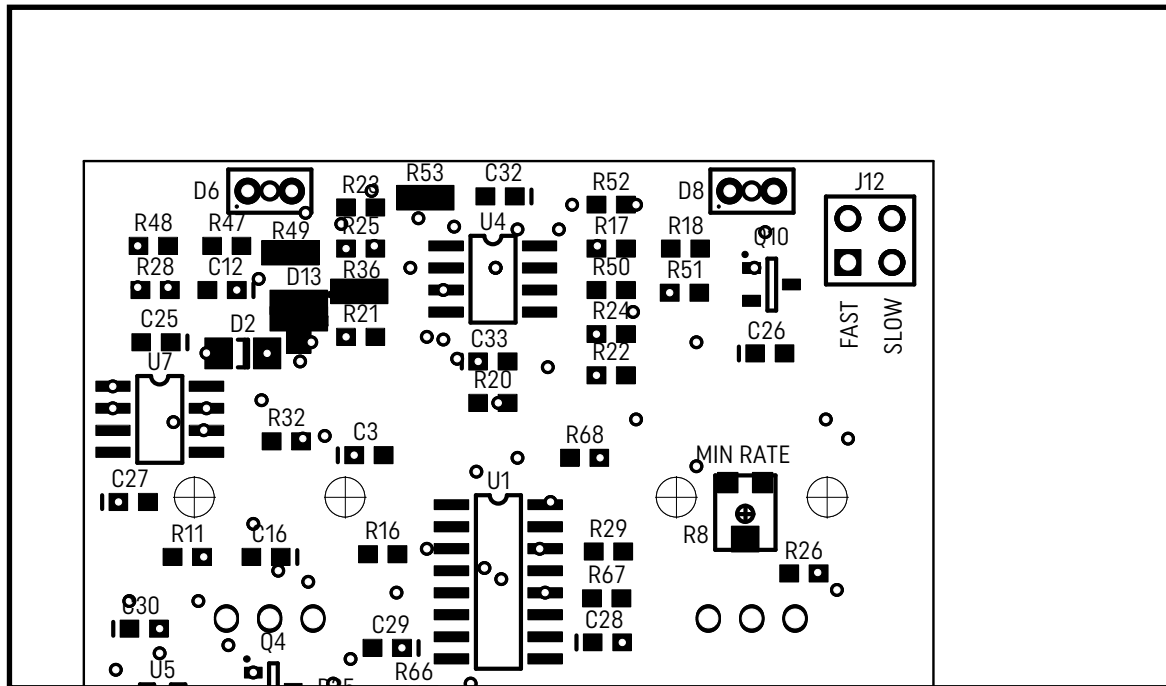 R53
C32
J12
D6
R23
R52
D8
R48
R47
R49
R25
U4
R17
R18
Q10
R28
C12
D13
R36
R50
R51
C25
D2
R21
C33
R24
C26
FAST
SLOW
U7
R20
R22
R32
C3
R68
MIN RATE
C27
U1
R8
R11
C16
R16
R29
R26
R67
C29
C28
Q4
U5
R66